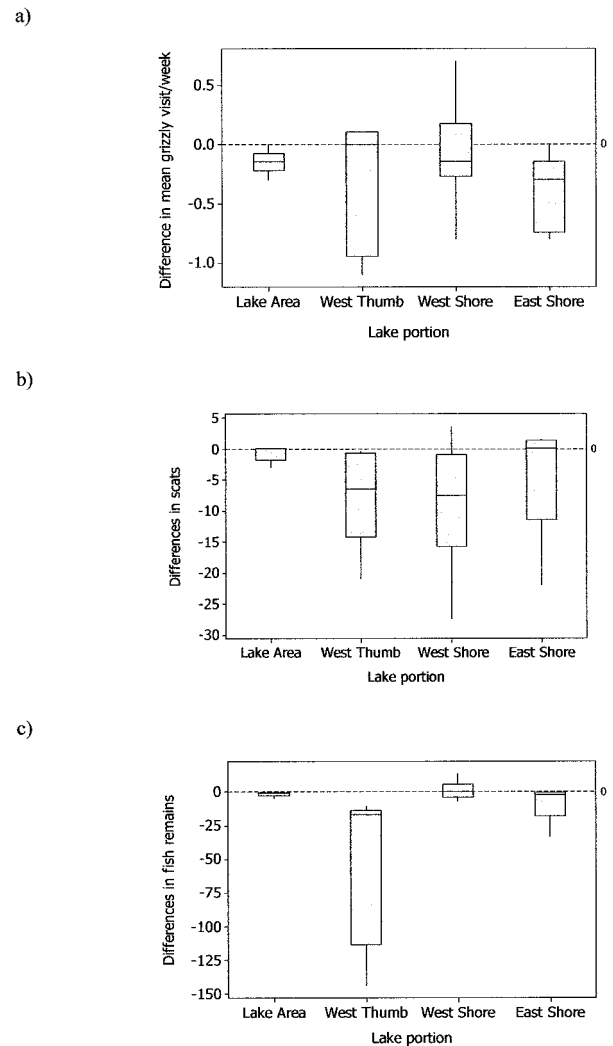 a)
Difference in mean grizzly visit/week
0.5
0.0
-0.5
-1.0
0
Lake Area West Thumb West Shore East Shore
Lake portion
b)
Differences in scats
5
0
-5
-10
-15
-20
-25
-30
0
Lake Area West Thumb West Shore East Shore
Lake portion
c)
Differences in fish remains
0
-25
-50
-75
-100
-125
-150
0
Lake Area West Thumb West Shore East Shore
Lake portion